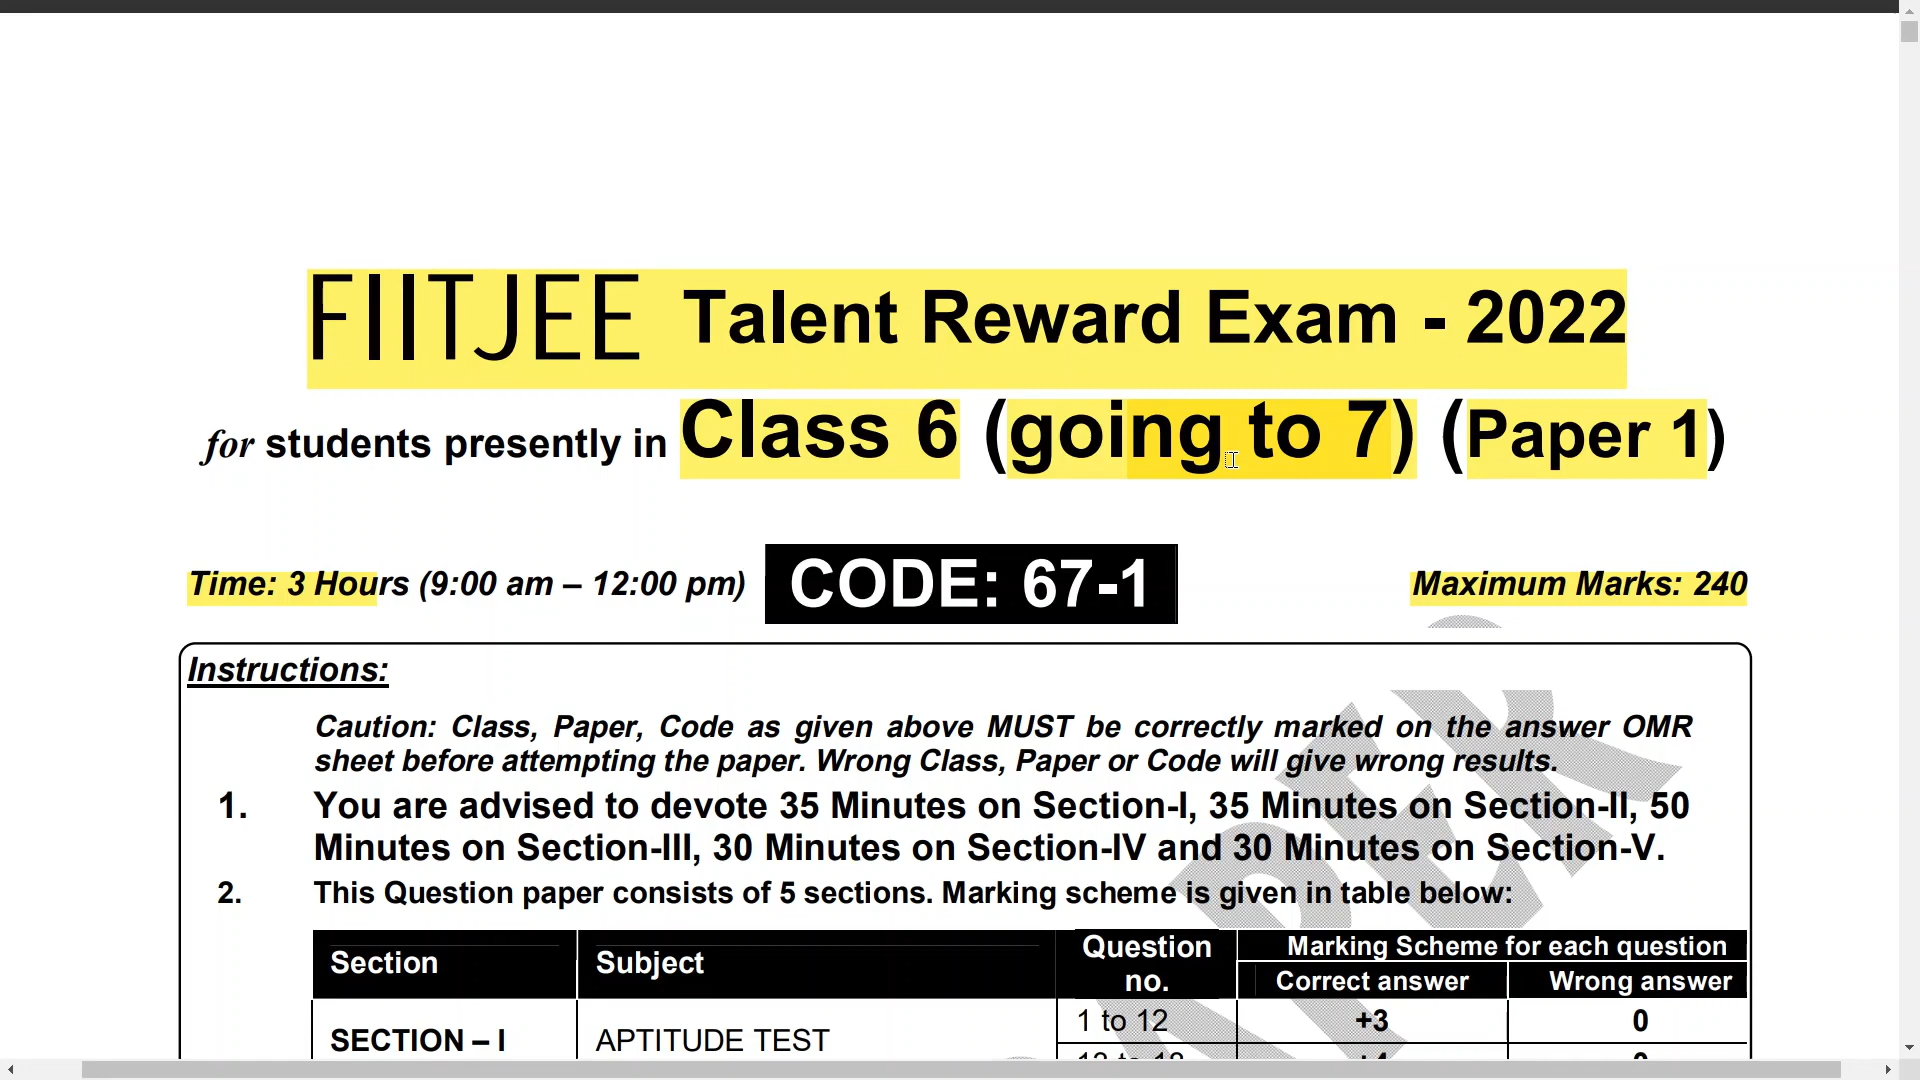 FIITJEE Talent Reward Exam - 2022
for students presently in Class 6 (going to 7) (Paper 1)
Time: 3 Hours (9:00 am – 12:00 pm) CODE: 67-1 Maximum Marks: 240
Instructions:
Caution: Class, Paper, Code as given above MUST be correctly marked on the answer OMR
sheet before attempting the paper. Wrong Class, Paper or Code will give wrong results.
1. You are advised to devote 35 Minutes on Section-I, 35 Minutes on Section-II, 50
Minutes on Section-III, 30 Minutes on Section-IV and 30 Minutes on Section-V.
2. This Question paper consists of 5 sections. Marking scheme is given in table below:
Section Subject Question no. Marking Scheme for each question
Correct answer Wrong answer
SECTION – I APTITUDE TEST 1 to 12 +3 0